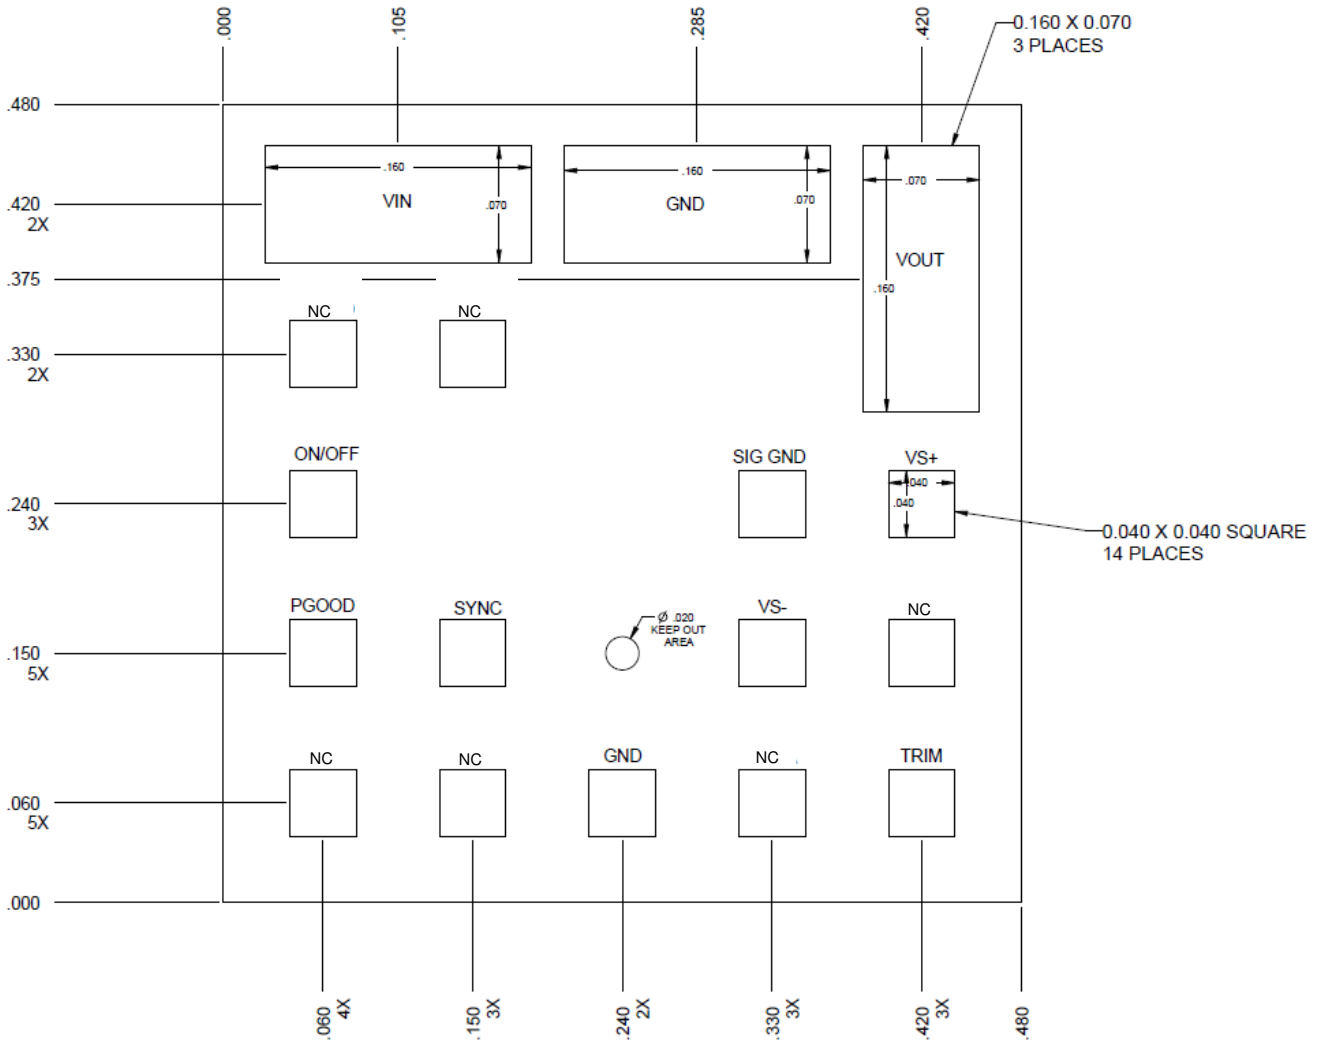 .000
.105
.285
.420
0.160 X 0.070
3 PLACES
.480
.160
.160
.070
.420
2X
VIN
.070
GND
.070
VOUT
.375
.160
NC
NC
.330
2X
ON/OFF
SIG GND
VS+
.040
.040
.240
3X
0.040 X 0.040 SQUARE
14 PLACES
PGOOD
SYNC
Ø .020
KEEP OUT
AREA
VS-
NC
.150
5X
NC
NC
GND
NC
TRIM
.060
5X
.000
.060 4X
.150 3X
.240 2X
.330 3X
.420 3X
.480